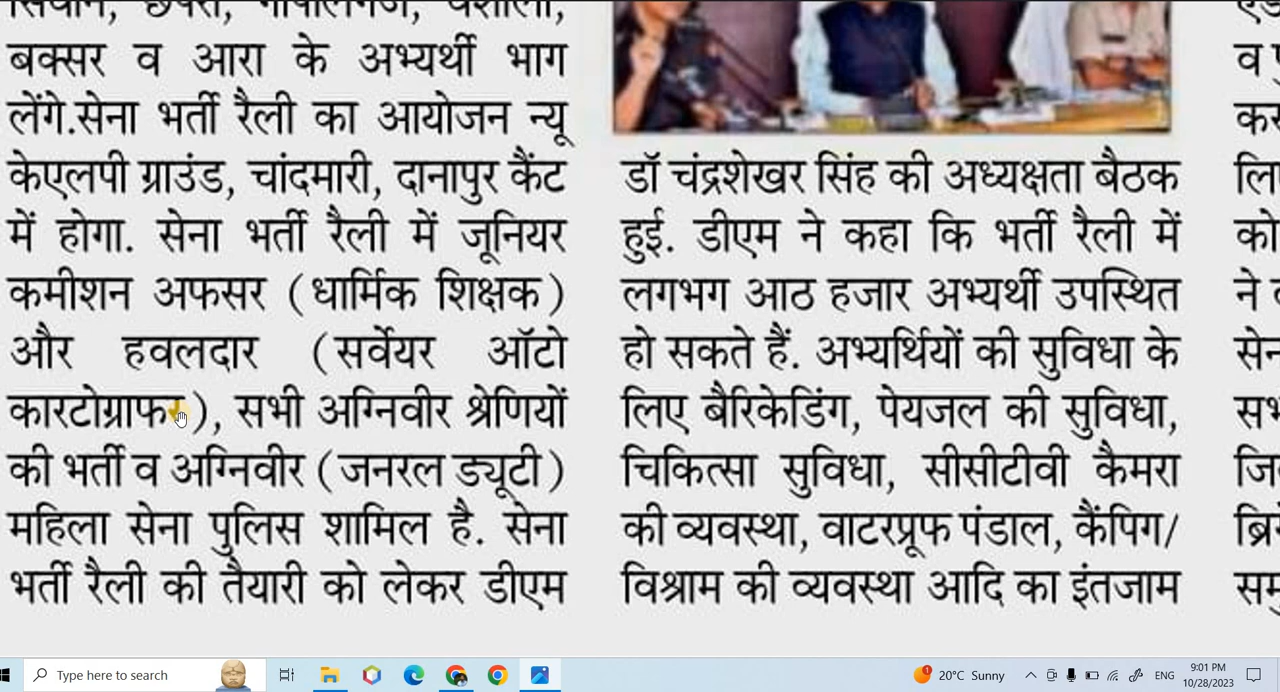 सिवान, छपरा, गोपालगंज, वैशाली,
बक्सर व आरा के अभ्यर्थी भाग
लेंगे.सेना भर्ती रैली का आयोजन न्यू
केएलपी ग्राउंड, चांदमारी, दानापुर कैंट
में होगा. सेना भर्ती रैली में जूनियर
कमीशन अफसर (धार्मिक शिक्षक)
और हवलदार (सर्वेयर ऑटो
कारटोग्राफर), सभी अग्निवीर श्रेणियों
की भर्ती व अग्निवीर (जनरल ड्यूटी)
महिला सेना पुलिस शामिल है. सेना
भर्ती रैली की तैयारी को लेकर डीएम
डॉ चंद्रशेखर सिंह की अध्यक्षता बैठक
हुई. डीएम ने कहा कि भर्ती रैली में
लगभग आठ हजार अभ्यर्थी उपस्थित
हो सकते हैं. अभ्यर्थियों की सुविधा के
लिए बैरिकेडिंग, पेयजल की सुविधा,
चिकित्सा सुविधा, सीसीटीवी कैमरा
की व्यवस्था, वाटरप्रूफ पंडाल, कैंपिग/
विश्राम की व्यवस्था आदि का इंतजाम
व
को
ने
Type here to search
1
20°C Sunny
ENG
9:01 PM
10/28/2023